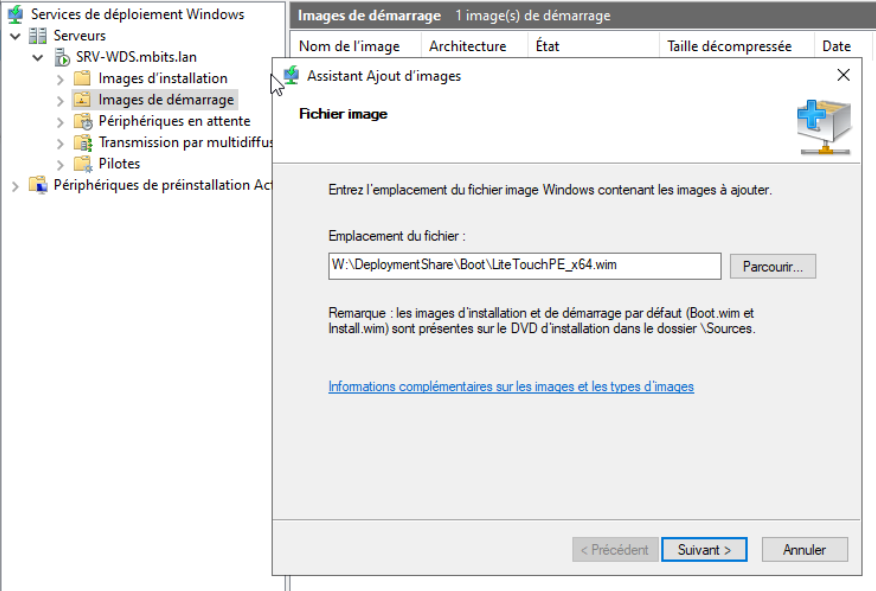 Services de déploiement Windows
Serveurs
SRV-WDS.mbits.lan
Images d'installation
Images de démarrage
Périphériques en attente
Transmission par multidiffus
Pilotes
Périphériques de préinstallation Act
Images de démarrage 1 image(s) de démarrage
Nom de l'image Architecture État Taille décompressée Date
Assistant Ajout d'images
Fichier image
Entrez l'emplacement du fichier image Windows contenant les images à ajouter.
Emplacement du fichier :
W:\DeploymentShare\Boot\LiteTouchPE_x64.wim
Parcourir...
Remarque : les images d'installation et de démarrage par défaut (Boot.wim et
Install.wim) sont présentes sur le DVD d'installation dans le dossier \Sources.
Informations complémentaires sur les images et les types d'images
< Précédent Suivant > Annuler